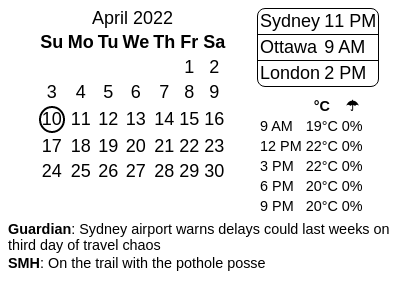 April 2022
Su Mo Tu We Th Fr Sa
1 2
3 4 5 6 7 8 9
10 11 12 13 14 15 16
17 18 19 20 21 22 23
24 25 26 27 28 29 30
Sydney 11 PM
Ottawa 9 AM
London 2 PM
°C ☂
9 AM 19°C 0%
12 PM 22°C 0%
3 PM 22°C 0%
6 PM 20°C 0%
9 PM 20°C 0%
Guardian: Sydney airport warns delays could last weeks on
third day of travel chaos
SMH: On the trail with the pothole posse